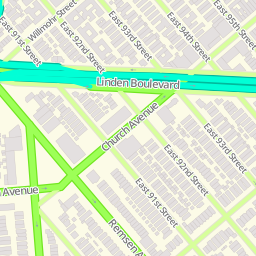 East 91st Street
Willmohr Street
East 92nd Street
East 93rd Street
East 94th Street
East 95th Street
Linden Boulevard
Church Avenue
East 93rd Street
East 92nd Street
East 91st Street
Avenue
Remsen A